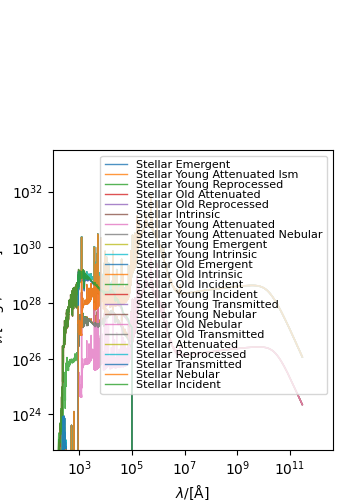 Stellar Emergent
Stellar Young Attenuated Ism
Stellar Young Reprocessed
Stellar Old Attenuated
Stellar Old Reprocessed
Stellar Intrinsic
Stellar Young Attenuated
Stellar Young Attenuated Nebular
Stellar Young Emergent
Stellar Young Intrinsic
Stellar Old Emergent
Stellar Old Intrinsic
Stellar Old Incident
Stellar Young Incident
Stellar Young Transmitted
Stellar Young Nebular
Stellar Old Nebular
Stellar Old Transmitted
Stellar Attenuated
Stellar Reprocessed
Stellar Transmitted
Stellar Nebular
Stellar Incident
10³²
10³⁰
10²⁸
10²⁶
10²⁴
10³ 10⁵ 10⁷ 10⁹ 10¹¹
λ/[Å]